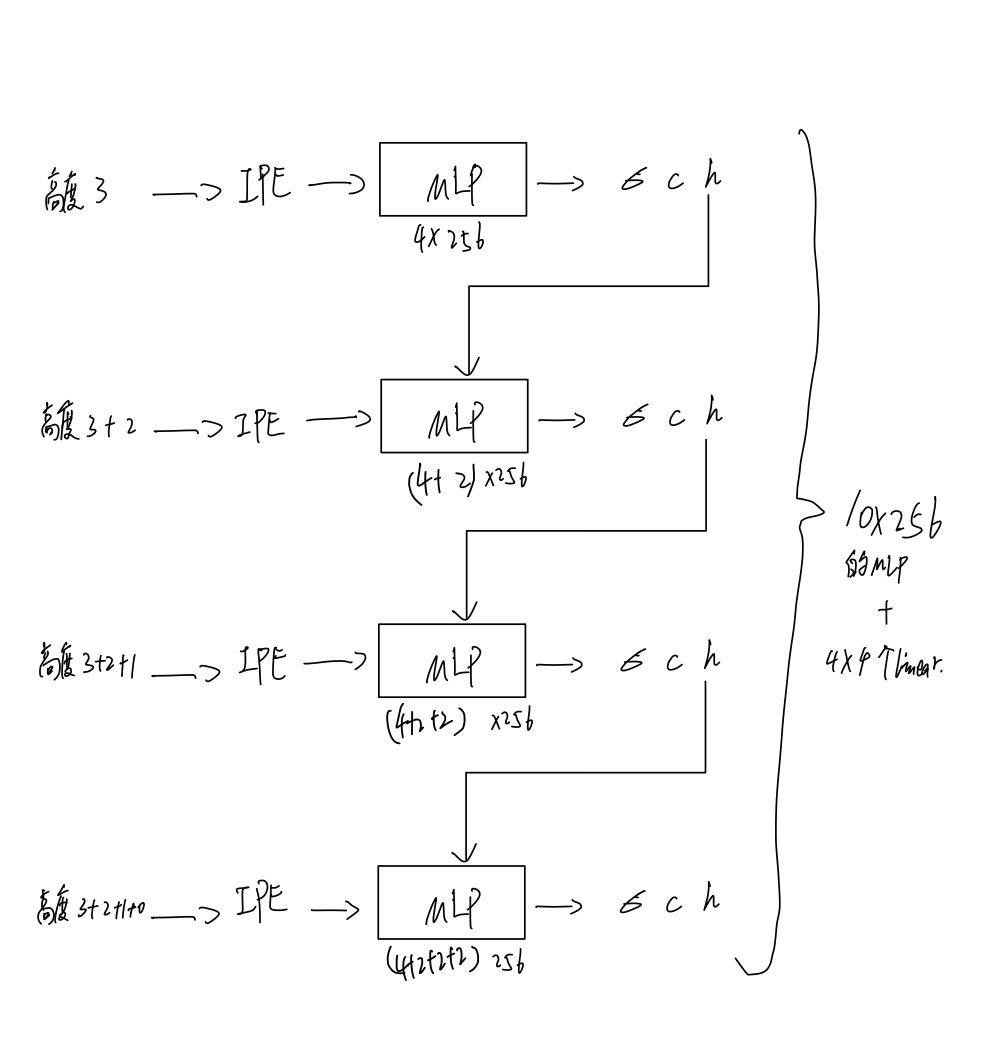 高度 3 IPE MLP σ c h
4×256
高度 3+2 IPE MLP σ c h
(4+2)×256
高度 3+2+1 IPE MLP σ c h
(4+2+2) ×256
高度 3+2+1+0 IPE MLP σ c h
(4+2+2+2) 256
10×256
的MLP
+
4×4个linear.